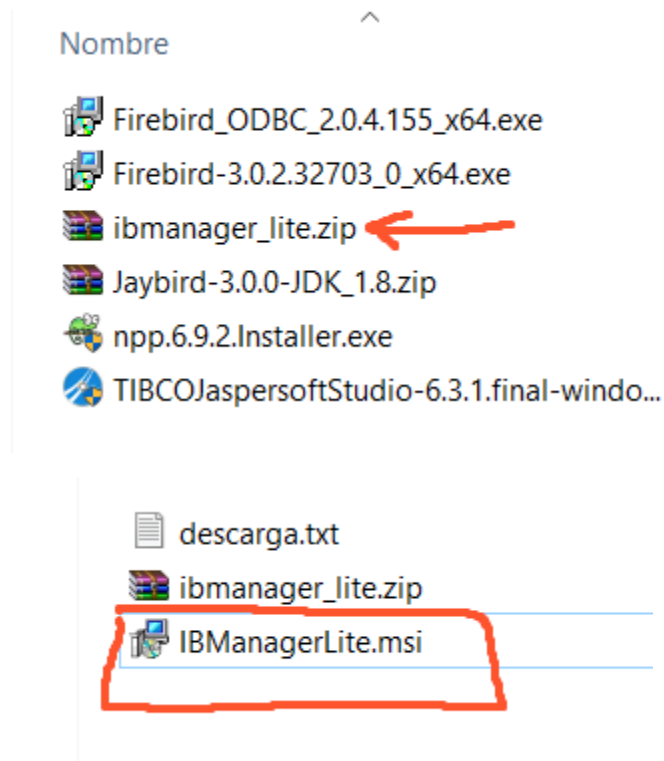 Nombre
Firebird_ODBC_2.0.4.155_x64.exe
Firebird-3.0.2.32703_0_x64.exe
ibmanager_lite.zip
Jaybird-3.0.0-JDK_1.8.zip
npp.6.9.2.Installer.exe
TIBCOJaspersoftStudio-6.3.1.final-windo...
descarga.txt
ibmanager_lite.zip
IBManagerLite.msi